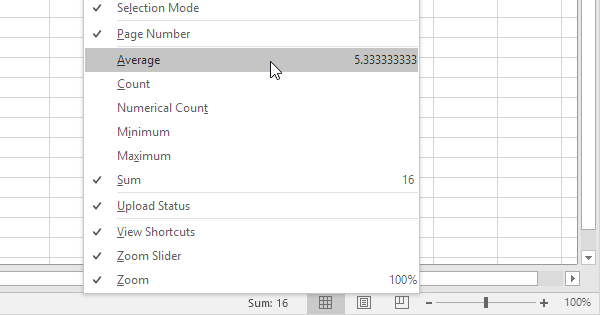 Selection Mode
Page Number
Average 5.333333333
Count
Numerical Count
Minimum
Maximum
Sum 16
Upload Status
View Shortcuts
Zoom Slider
Zoom 100%
Sum: 16 100%